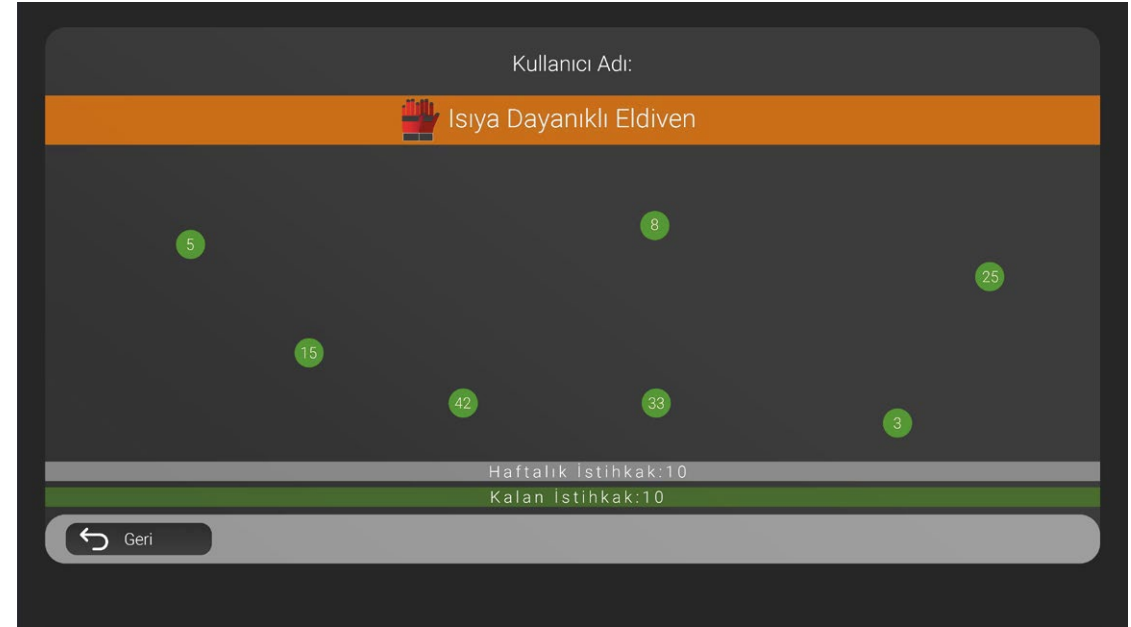 Kullanıcı Adı:
Isıya Dayanıklı Eldiven
8
5
25
15
42
33
3
Haftalık İstihkak:10
Kalan İstihkak:10
Geri